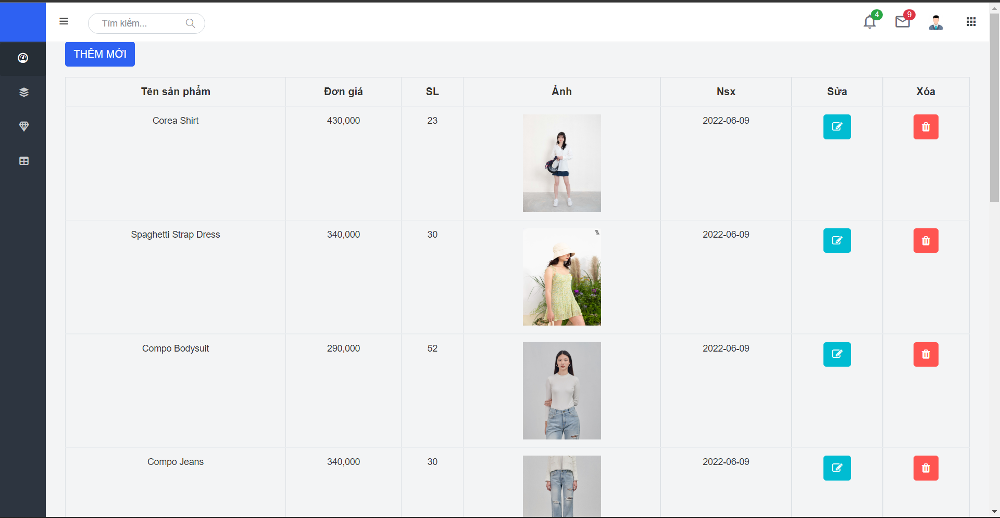 Tìm kiếm...
4
9
THÊM MỚI
Tên sản phẩm Đơn giá SL Ảnh Nsx Sửa Xóa
Corea Shirt 430,000 23 2022-06-09
Spaghetti Strap Dress 340,000 30 2022-06-09
Compo Bodysuit 290,000 52 2022-06-09
Compo Jeans 340,000 30 2022-06-09